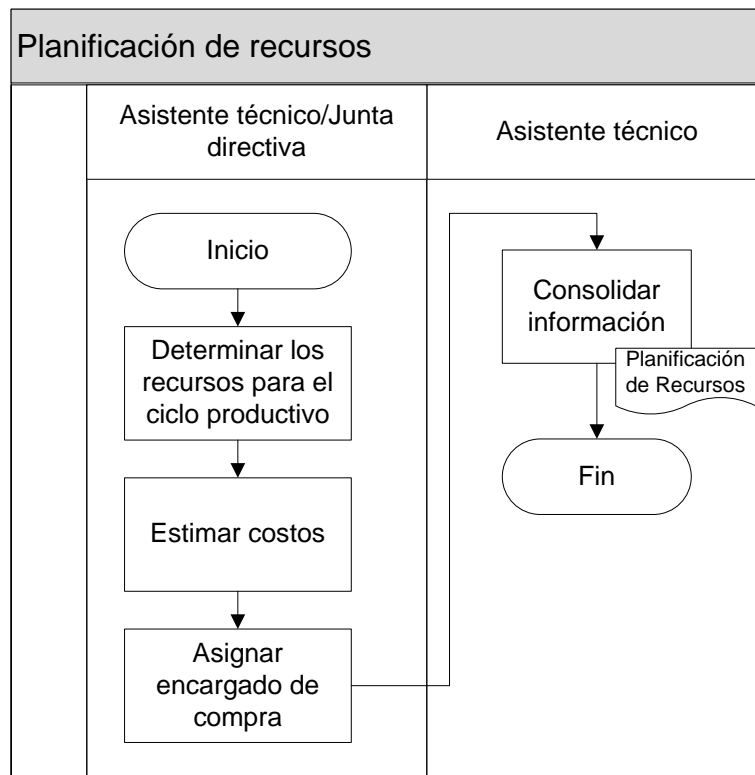 Planificación de recursos
Asistente técnico/Junta
directiva
Asistente técnico
Inicio
Determinar los
recursos para el
ciclo productivo
Estimar costos
Asignar
encargado de
compra
Consolidar
información
Planificación
de Recursos
Fin